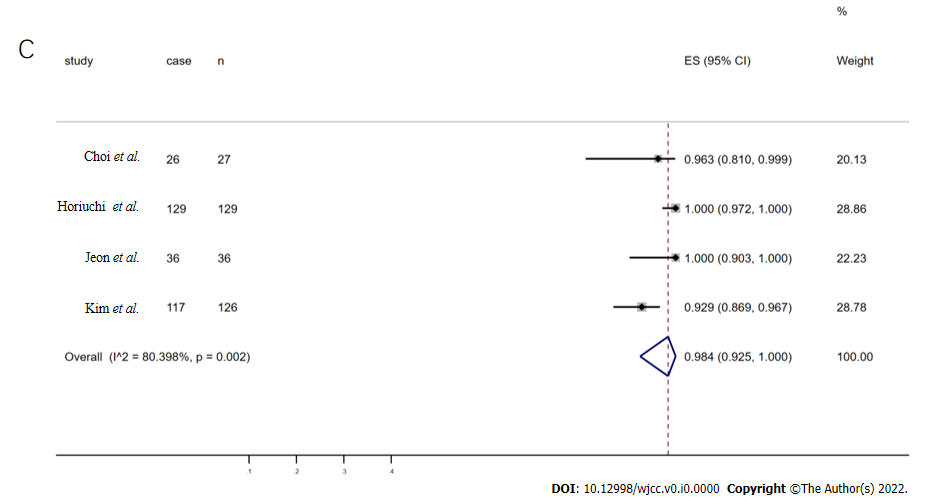 %
C
study case n ES (95% CI) Weight
Choi et al. 26 27 0.963 (0.810, 0.999) 20.13
Horiuchi et al. 129 129 1.000 (0.972, 1.000) 28.86
Jeon et al. 36 36 1.000 (0.903, 1.000) 22.23
Kim et al. 117 126 0.929 (0.869, 0.967) 28.78
Overall (I^2 = 80.398%, p = 0.002) 0.984 (0.925, 1.000) 100.00
.1 .2 .3 .4
DOI: 10.12998/wjcc.v0.i0.0000 Copyright ©The Author(s) 2022.